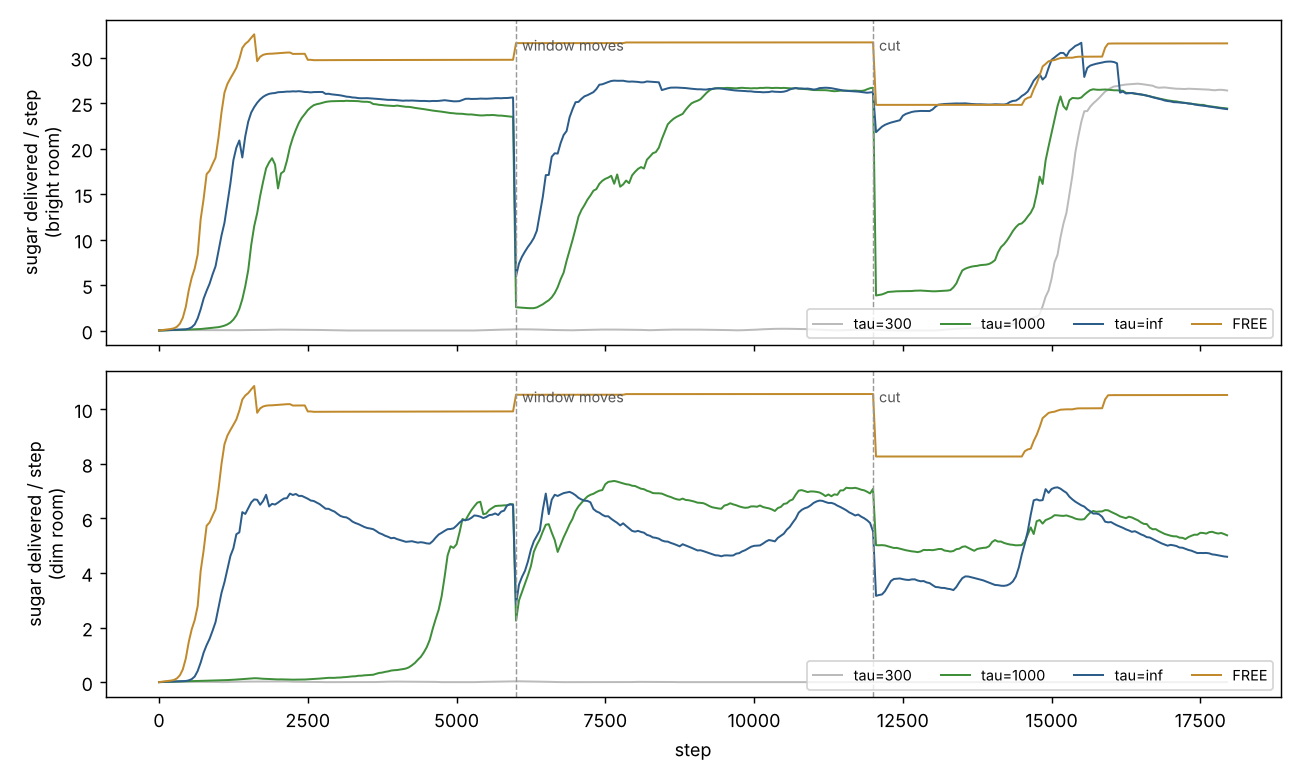 sugar delivered / step
(bright room)
30
25
20
15
10
5
0
window moves
cut
tau=300 tau=1000 tau=inf FREE
sugar delivered / step
(dim room)
10
8
6
4
2
0
window moves
cut
tau=300 tau=1000 tau=inf FREE
0 2500 5000 7500 10000 12500 15000 17500
step